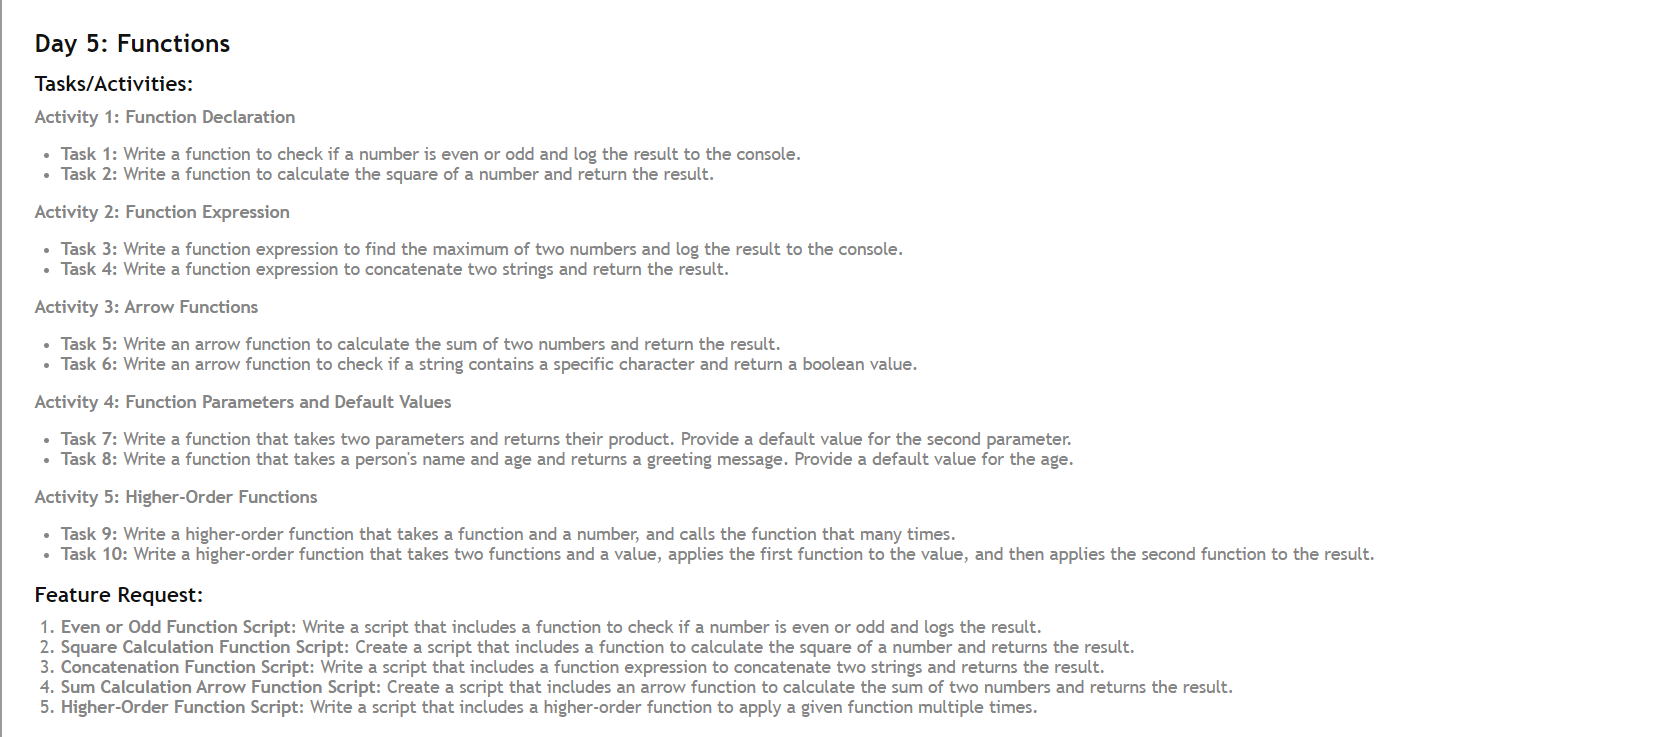 Day 5: Functions
Tasks/Activities:
Activity 1: Function Declaration
• Task 1: Write a function to check if a number is even or odd and log the result to the console.
• Task 2: Write a function to calculate the square of a number and return the result.
Activity 2: Function Expression
• Task 3: Write a function expression to find the maximum of two numbers and log the result to the console.
• Task 4: Write a function expression to concatenate two strings and return the result.
Activity 3: Arrow Functions
• Task 5: Write an arrow function to calculate the sum of two numbers and return the result.
• Task 6: Write an arrow function to check if a string contains a specific character and return a boolean value.
Activity 4: Function Parameters and Default Values
• Task 7: Write a function that takes two parameters and returns their product. Provide a default value for the second parameter.
• Task 8: Write a function that takes a person's name and age and returns a greeting message. Provide a default value for the age.
Activity 5: Higher-Order Functions
• Task 9: Write a higher-order function that takes a function and a number, and calls the function that many times.
• Task 10: Write a higher-order function that takes two functions and a value, applies the first function to the value, and then applies the second function to the result.
Feature Request:
1. Even or Odd Function Script: Write a script that includes a function to check if a number is even or odd and logs the result.
2. Square Calculation Function Script: Create a script that includes a function to calculate the square of a number and returns the result.
3. Concatenation Function Script: Write a script that includes a function expression to concatenate two strings and returns the result.
4. Sum Calculation Arrow Function Script: Create a script that includes an arrow function to calculate the sum of two numbers and returns the result.
5. Higher-Order Function Script: Write a script that includes a higher-order function to apply a given function multiple times.